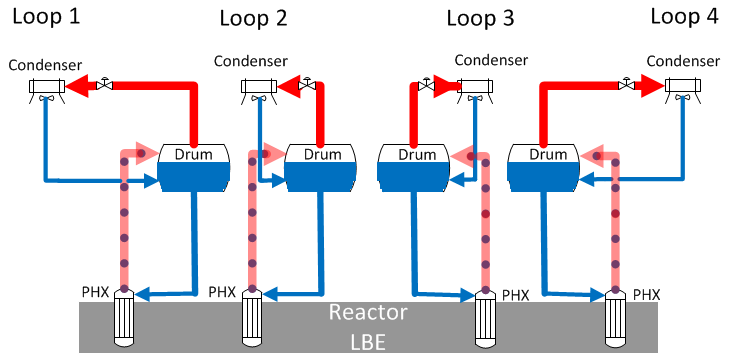 Loop 1
Loop 2
Loop 3
Loop 4
Condenser
Condenser
Condenser
Condenser
Drum
Drum
Drum
Drum
PHX
PHX
PHX
PHX
Reactor
LBE